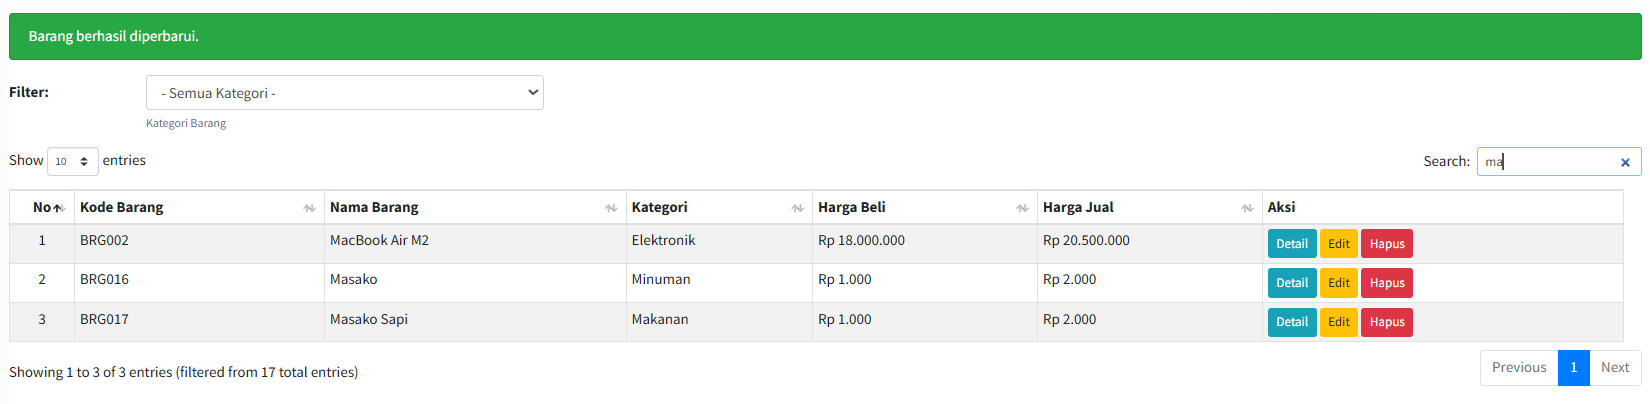 Barang berhasil diperbarui.
Filter: - Semua Kategori -
Kategori Barang
Show 10 entries Search: ma
No Kode Barang Nama Barang Kategori Harga Beli Harga Jual Aksi
1 BRG002 MacBook Air M2 Elektronik Rp 18.000.000 Rp 20.500.000 Detail Edit Hapus
2 BRG016 Masako Minuman Rp 1.000 Rp 2.000 Detail Edit Hapus
3 BRG017 Masako Sapi Makanan Rp 1.000 Rp 2.000 Detail Edit Hapus
Showing 1 to 3 of 3 entries (filtered from 17 total entries) Previous 1 Next